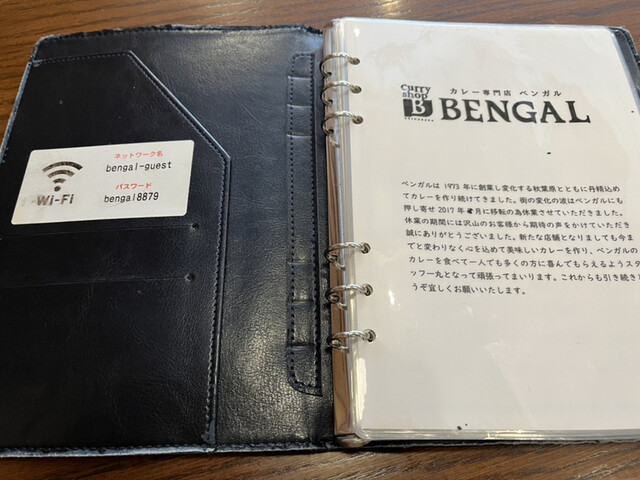 ネットワーク名
bengal-guest
パスワード
Wi-Fi
bengal8879
curry
shop
B
カレー専門店 ベンガル
BENGAL
ベンガルは 1973 年に創業し変化する秋葉原とともに丹精込め
てカレーを作り続けてきました。街の変化の波はベンガルにも
押し寄せ 2017 年 月に移転の為休業させていただきました。
休業の期間には沢山のお客様から期待の声をかけていただき
誠にありがとうございました。新たな店舗となりましても今ま
でと変わりなく心を込めて美味しいカレーを作り、ベンガルの
カレーを食べて一人でも多くの方に喜んでもらえるようスタ
ッフ一丸となって頑張ってまいります。これからも引き続き
うぞ宜しくお願いいたします。